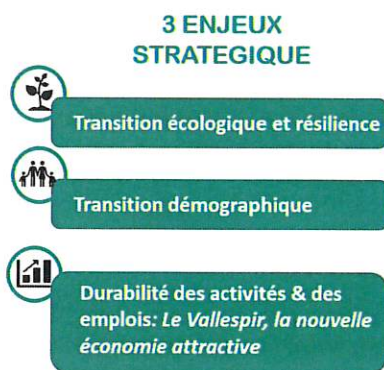 3 ENJEUX
STRATEGIQUE
Transition écologique et résilience
Transition démographique
Durabilité des activités & des
emplois: Le Vallespir, la nouvelle
économie attractive